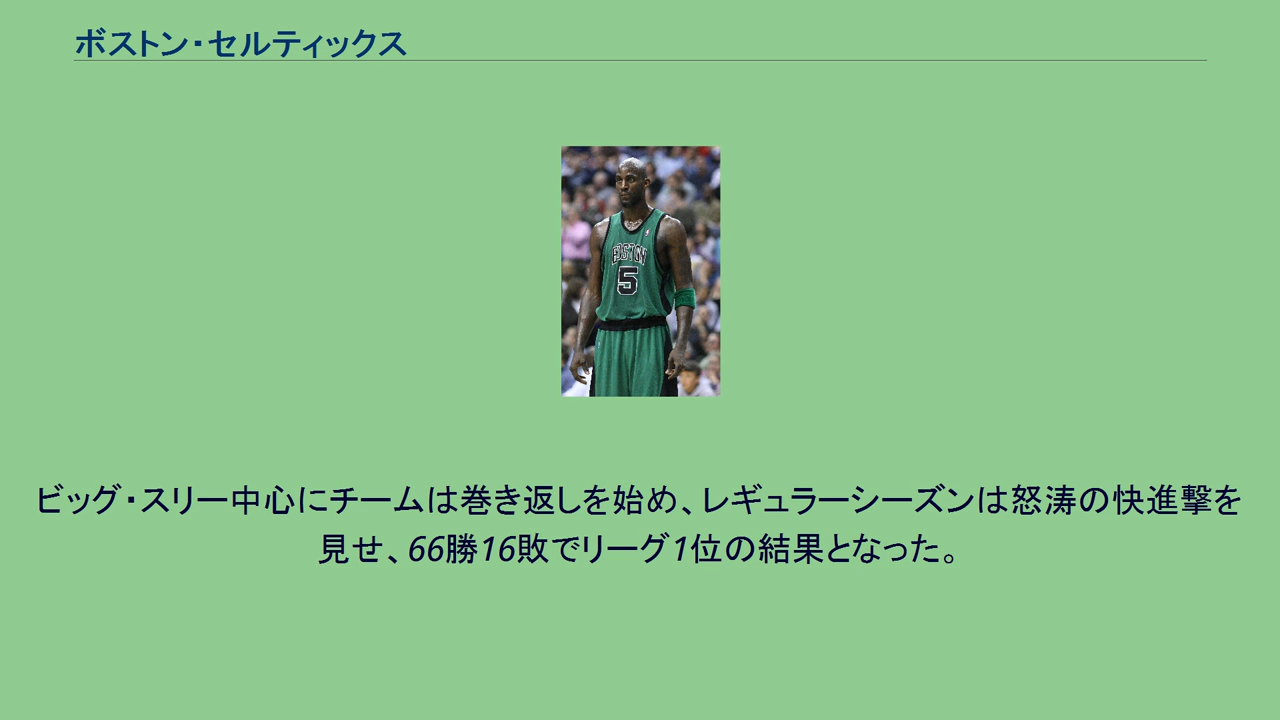 ボストン・セルティックス
BOSTON
5
ビッグ・スリー中心にチームは巻き返しを始め、レギュラーシーズンは怒涛の快進撃を
見せ、66勝16敗でリーグ1位の結果となった。